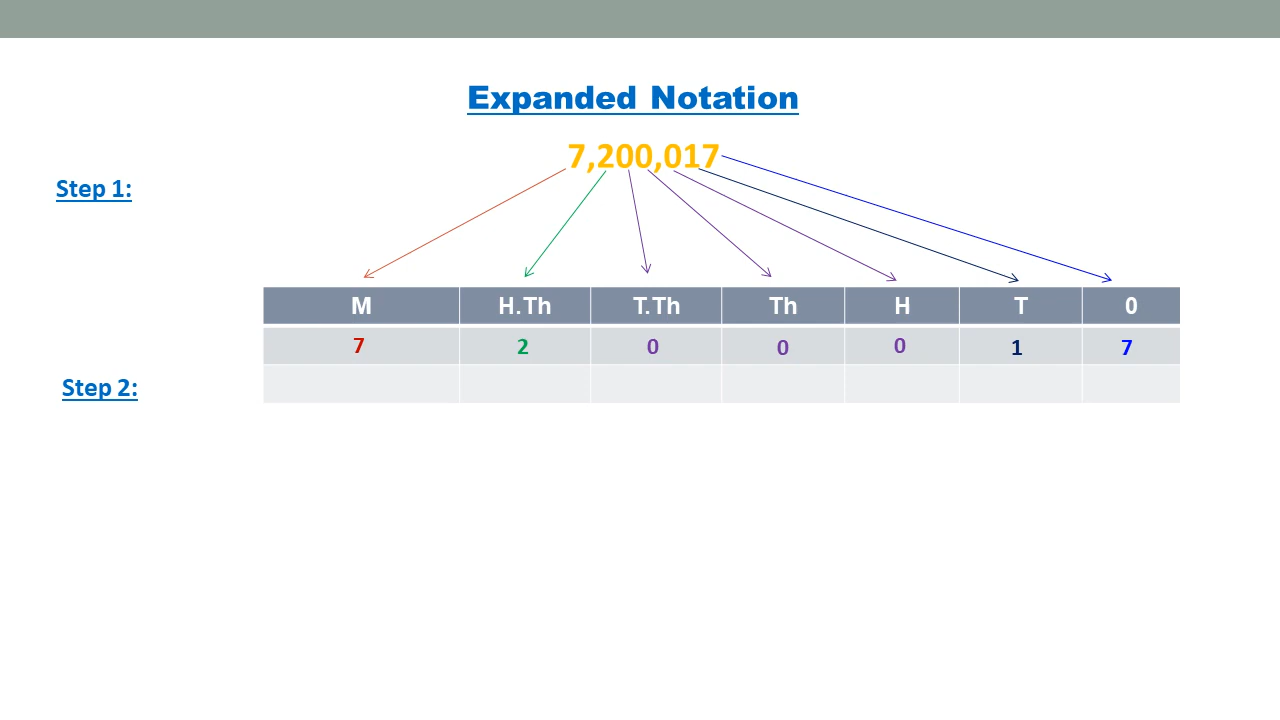 Expanded Notation
7,200,017
Step 1:
M H.Th T.Th Th H T 0
7 2 0 0 0 1 7
Step 2: